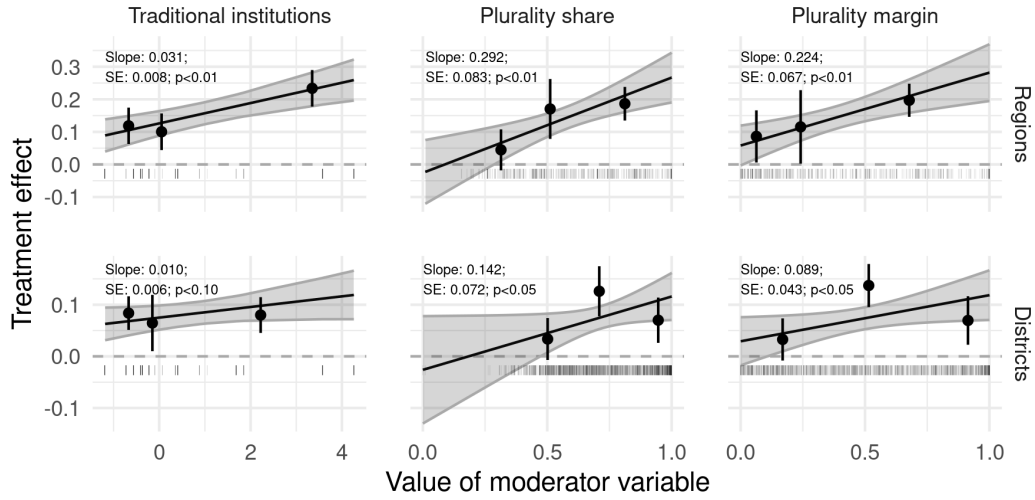 Traditional institutions
Plurality share
Plurality margin
Slope: 0.031;
SE: 0.008; p<0.01
Slope: 0.292;
SE: 0.083; p<0.01
Slope: 0.224;
SE: 0.067; p<0.01
0.3
0.2
0.1
0.0
-0.1
Regions
Treatment effect
Slope: 0.010;
SE: 0.006; p<0.10
Slope: 0.142;
SE: 0.072; p<0.05
Slope: 0.089;
SE: 0.043; p<0.05
0.1
0.0
-0.1
Districts
0 2 4
0.0 0.5 1.0
0.0 0.5 1.0
Value of moderator variable